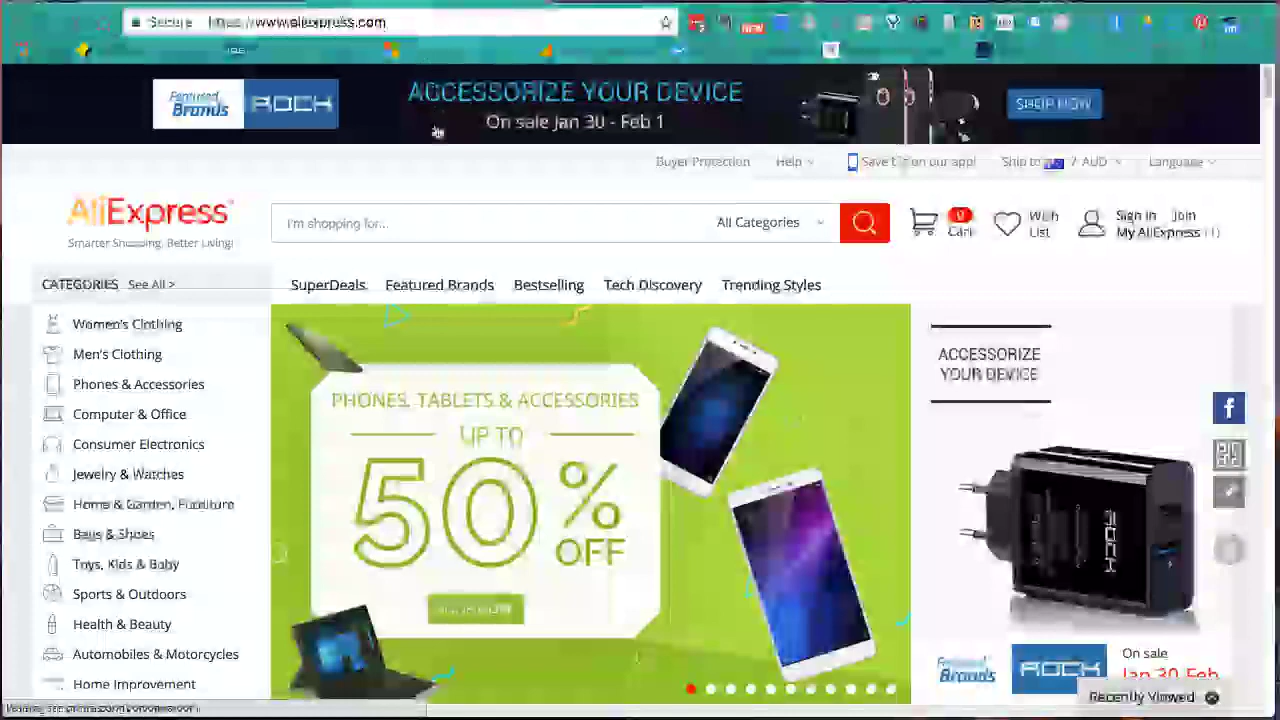 Secure https://www.aliexpress.com
NEW
Featured Brands ROCK
ACCESSORIZE YOUR DEVICE
On sale Jan 30 - Feb 1
SHOP NOW
Buyer Protection Help Save on our app! Ship to / AUD Language
AliExpress
Smarter Shopping, Better Living!
I'm shopping for...
All Categories
0 Cart
Wish List
Sign in Join
My AliExpress (1)
CATEGORIES See All >
SuperDeals Featured Brands Bestselling Tech Discovery Trending Styles
Women's Clothing
Men's Clothing
Phones & Accessories
Computer & Office
Consumer Electronics
Jewelry & Watches
Home & Garden, Furniture
Bags & Shoes
Toys, Kids & Baby
Sports & Outdoors
Health & Beauty
Automobiles & Motorcycles
Home Improvement
PHONES, TABLETS & ACCESSORIES
UP TO
50% OFF
ACCESSORIZE
YOUR DEVICE
ROCK
Featured Brands ROCK
On sale
Jan 30-Feb
Recently Viewed